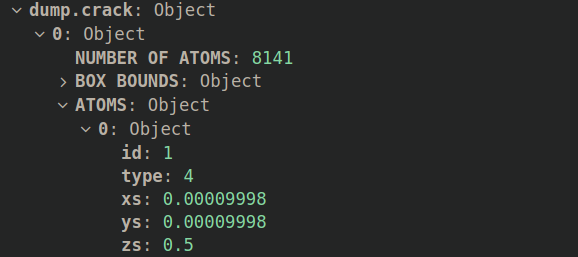 dump.crack: Object
0: Object
NUMBER OF ATOMS: 8141
BOX BOUNDS: Object
ATOMS: Object
0: Object
id: 1
type: 4
xs: 0.00009998
ys: 0.00009998
zs: 0.5